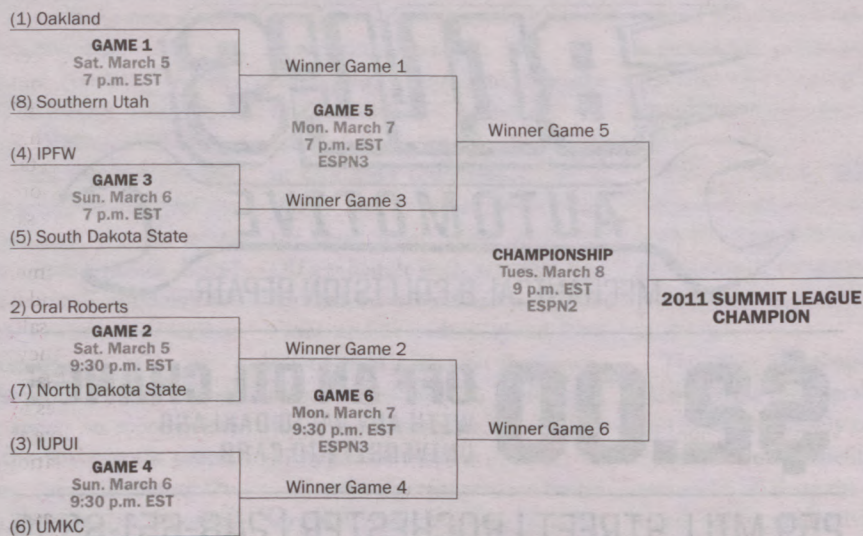 (1) Oakland
GAME 1
Sat. March 5
7 p.m. EST
(8) Southern Utah
Winner Game 1
GAME 5
Mon. March 7
7 p.m. EST
ESPN3
Winner Game 3
(4) IPFW
GAME 3
Sun. March 6
7 p.m. EST
(5) South Dakota State
Winner Game 5
CHAMPIONSHIP
Tues. March 8
9 p.m. EST
ESPN2
2011 SUMMIT LEAGUE
CHAMPION
2) Oral Roberts
GAME 2
Sat. March 5
9:30 p.m. EST
(7) North Dakota State
Winner Game 2
GAME 6
Mon. March 7
9:30 p.m. EST
ESPN3
Winner Game 6
(3) IUPUI
GAME 4
Sun. March 6
9:30 p.m. EST
(6) UMKC
Winner Game 4